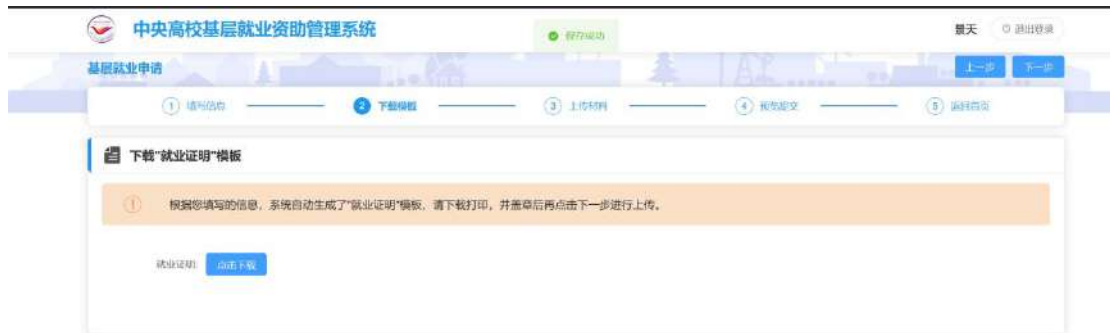 中央高校基层就业资助管理系统
保存成功
景天
退出登录
基层就业申请
上一步
下一步
1 填写信息
2 下载模板
3 上传材料
4 预览提交
5 返回首页
下载"就业证明"模板
根据您填写的信息，系统自动生成了"就业证明"模板，请下载打印，并盖章后再点击下一步进行上传。
就业证明:
点击下载